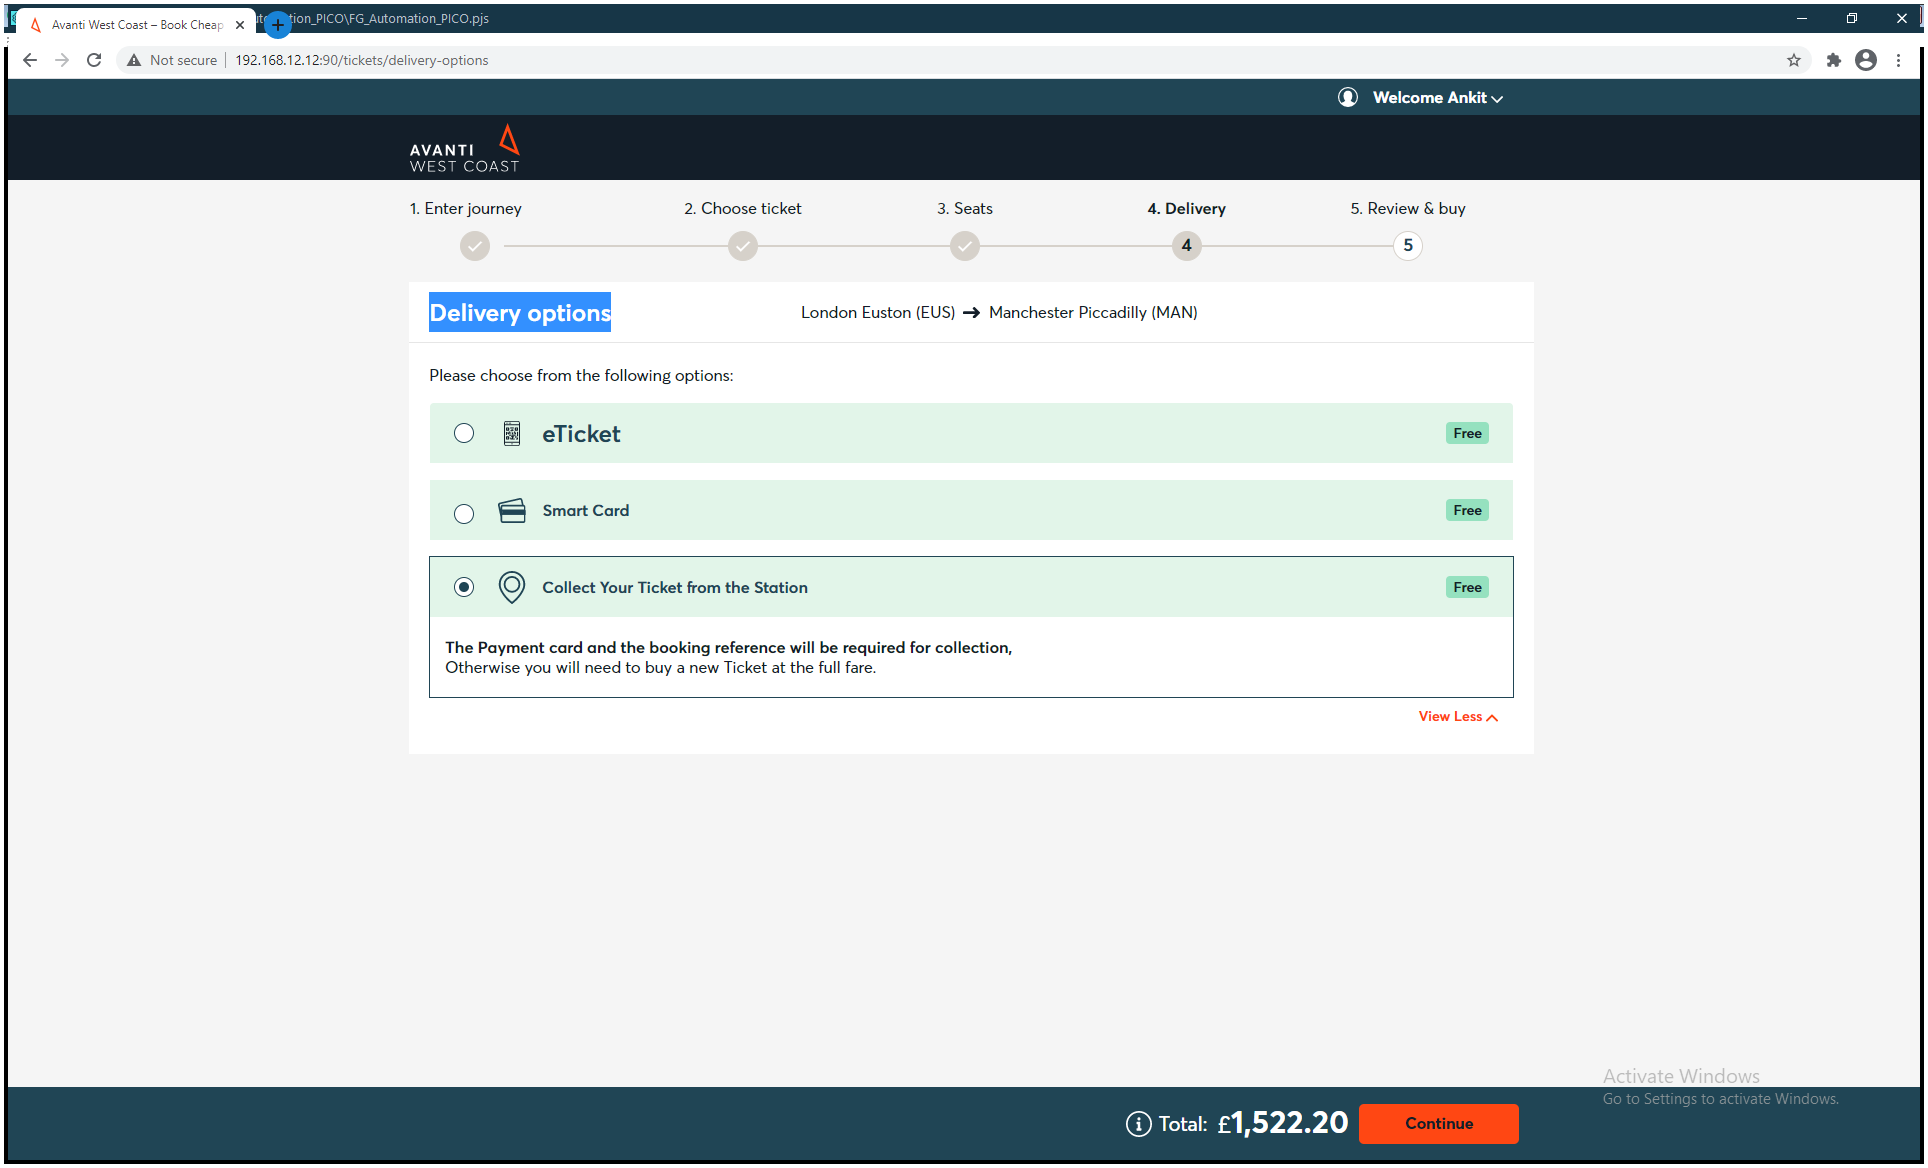 Avanti West Coast – Book Cheap
ion_PICO\FG_Automation_PICO.pjs
Not secure
192.168.12.12:90/tickets/delivery-options
Welcome Ankit
AVANTI
WEST COAST
1. Enter journey
2. Choose ticket
3. Seats
4. Delivery
5. Review & buy
4
5
Delivery options
London Euston (EUS) → Manchester Piccadilly (MAN)
Please choose from the following options:
eTicket
Free
Smart Card
Free
Collect Your Ticket from the Station
Free
The Payment card and the booking reference will be required for collection,
Otherwise you will need to buy a new Ticket at the full fare.
View Less
Activate Windows
Go to Settings to activate Windows.
Total: £1,522.20
Continue